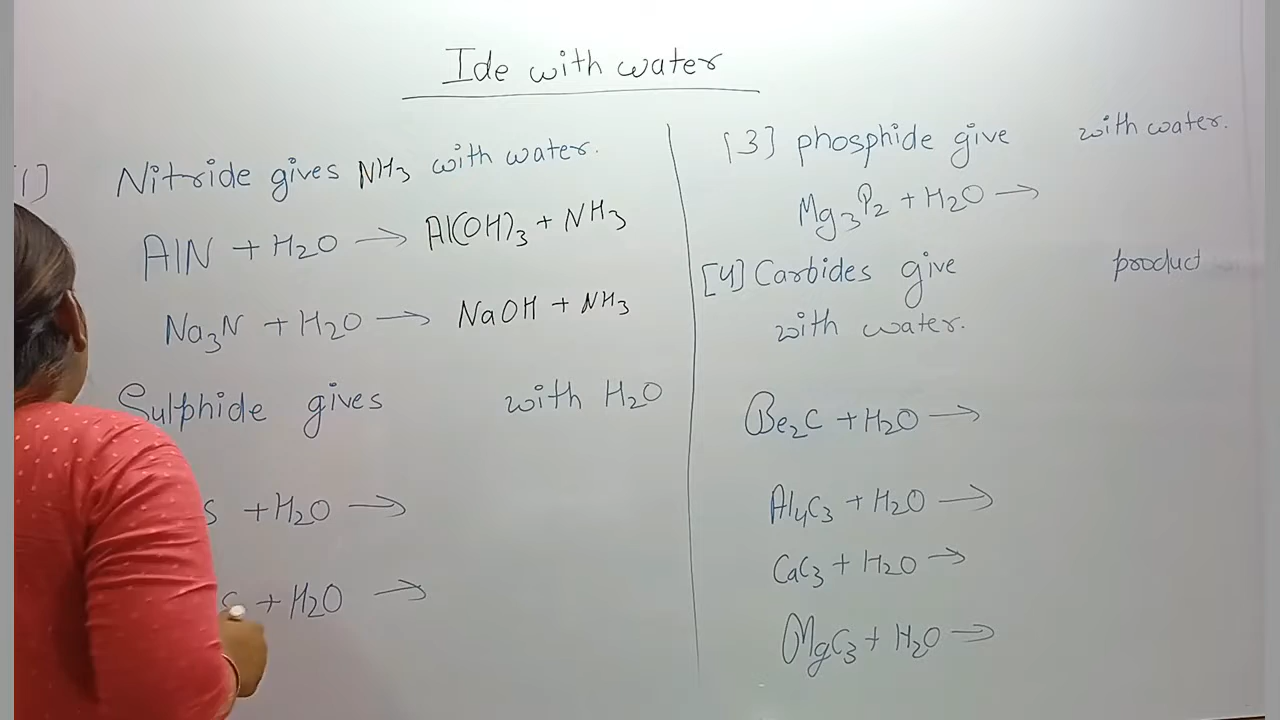 Ide with water
1]
Nitride gives NH3 with water.
AlN + H2O → Al(OH)3 + NH3
Na3N + H2O → NaOH + NH3
Sulphide gives with H2O
S + H2O →
S + H2O →
[3] phosphide give with water.
Mg3P2 + H2O →
[4] Carbides give product
with water.
Be2C + H2O →
Al4C3 + H2O →
CaC3 + H2O →
MgC3 + H2O →